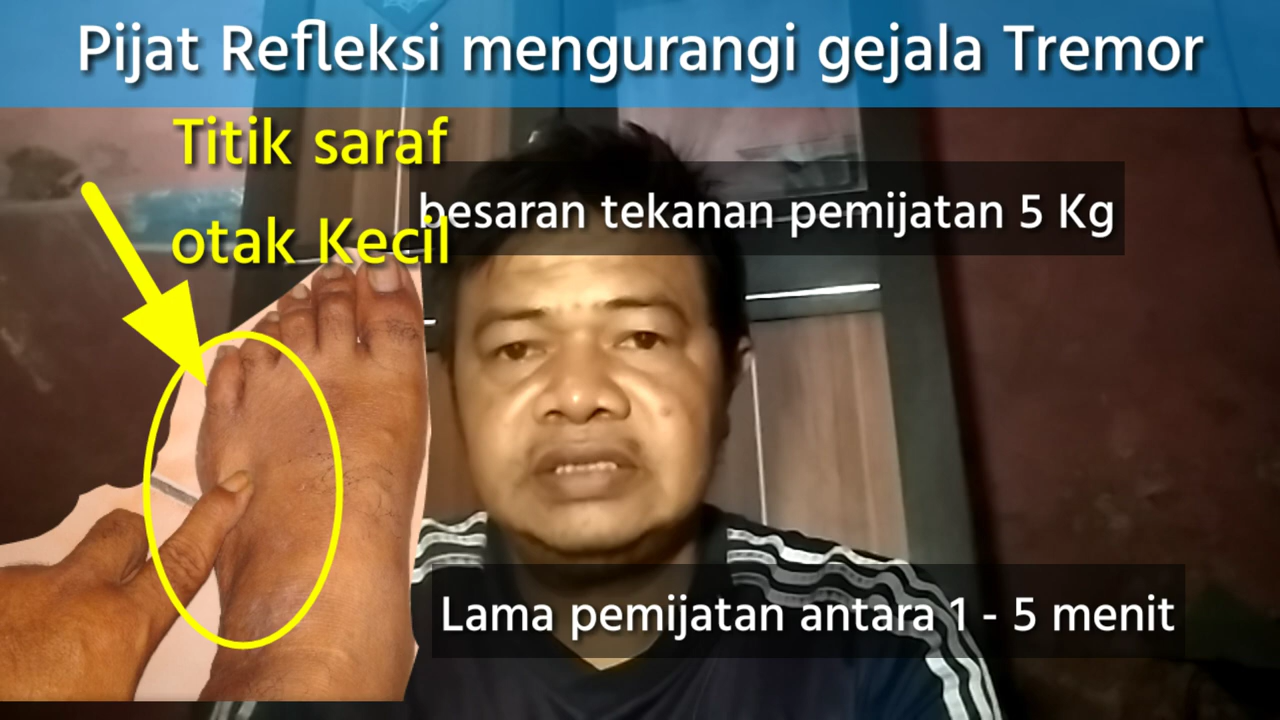 Pijat Refleksi mengurangi gejala Tremor
Titik saraf
otak Kecil
besaran tekanan pemijatan 5 Kg
Lama pemijatan antara 1 - 5 menit